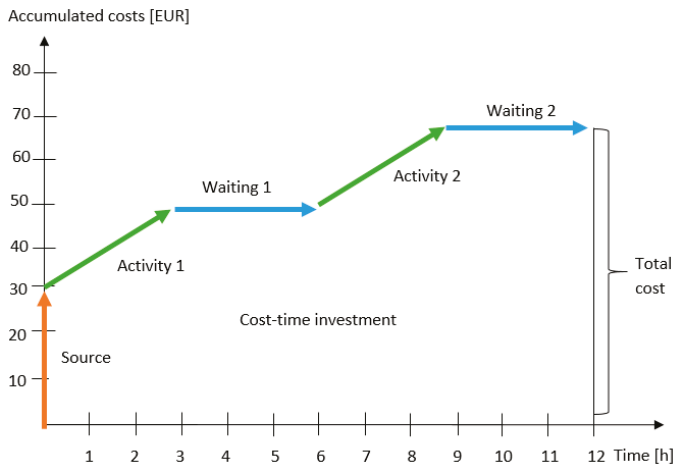 Accumulated costs [EUR]
80
70
Waiting 2
60
Activity 2
Waiting 1
50
40
Activity 1
Total
cost
30
Cost-time investment
20
Source
10
1 2 3 4 5 6 7 8 9 10 11 12 Time [h]